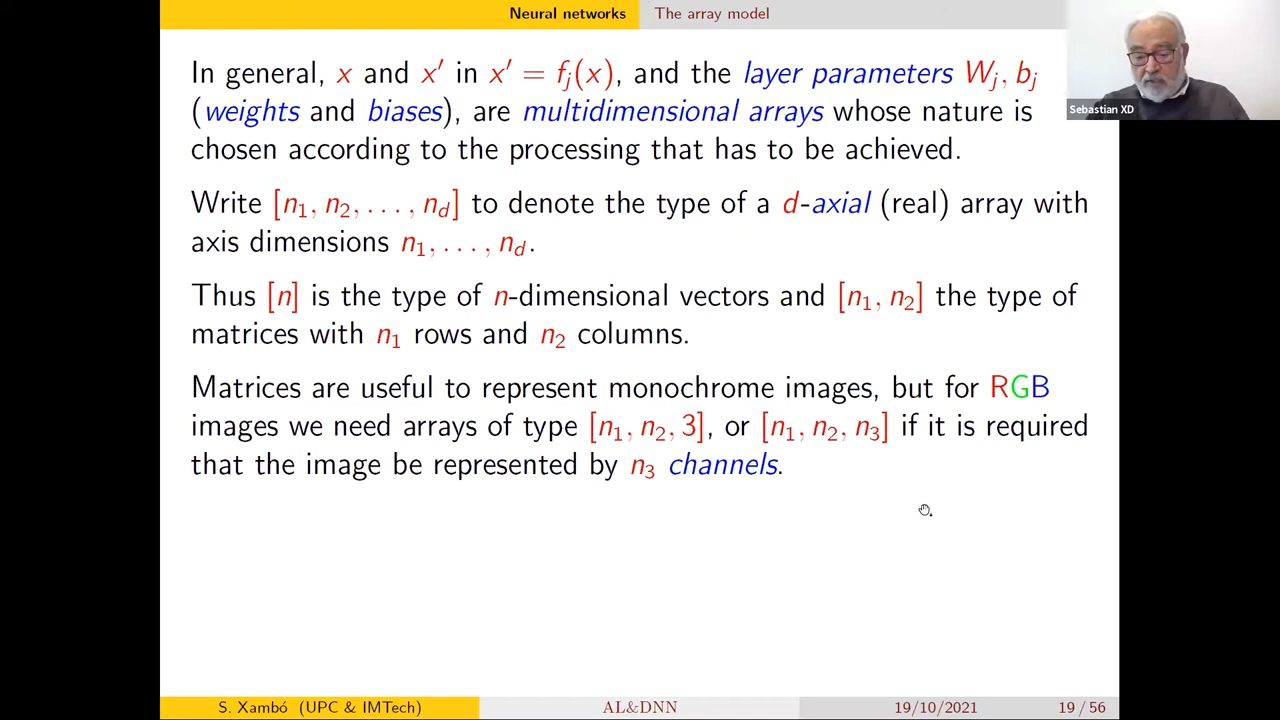 Neural networks The array model
In general, x and x′ in x′ = f_j(x), and the layer parameters W_j, b_j
(weights and biases), are multidimensional arrays whose nature is
chosen according to the processing that has to be achieved.
Write [n₁, n₂, . . . , n_d] to denote the type of a d-axial (real) array with
axis dimensions n₁, . . . , n_d.
Thus [n] is the type of n-dimensional vectors and [n₁, n₂] the type of
matrices with n₁ rows and n₂ columns.
Matrices are useful to represent monochrome images, but for RGB
images we need arrays of type [n₁, n₂, 3], or [n₁, n₂, n₃] if it is required
that the image be represented by n₃ channels.
Sebastian XD
S. Xambó (UPC & IMTech) AL&DNN 19/10/2021 19 / 56